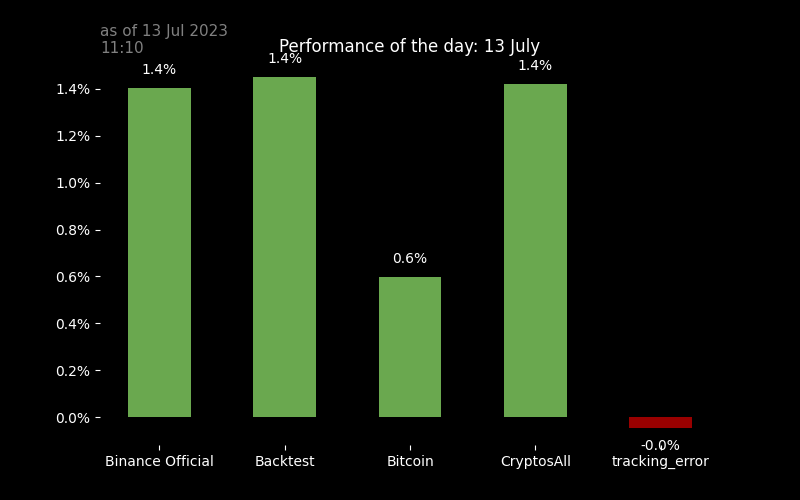 as of 13 Jul 2023
11:10
Performance of the day: 13 July
1.4%
1.4%
0.6%
1.4%
-0.0%
1.4%
1.2%
1.0%
0.8%
0.6%
0.4%
0.2%
0.0%
Binance Official
Backtest
Bitcoin
CryptosAll
tracking_error